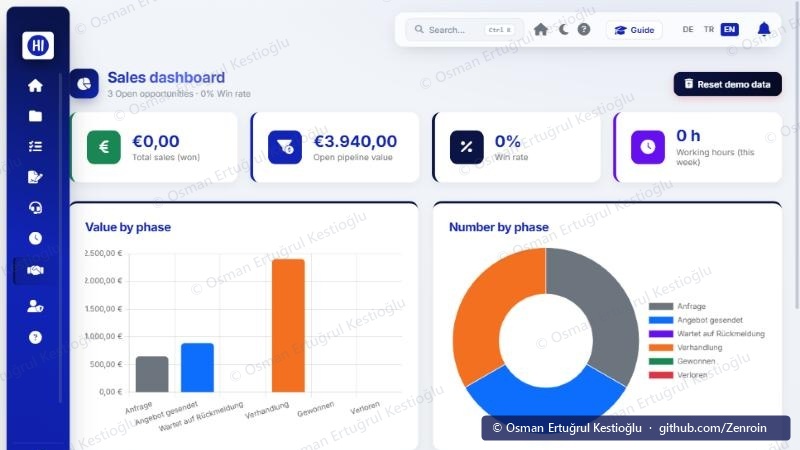 HI
Search...
Ctrl K
Guide
DE TR EN
Sales dashboard
3 Open opportunities · 0% Win rate
Reset demo data
€0,00
Total sales (won)
€3.940,00
Open pipeline value
0%
Win rate
0 h
Working hours (this
week)
Value by phase
2.500,00 €
2.000,00 €
1.500,00 €
1.000,00 €
500,00 €
0,00 €
Anfrage
Angebot gesendet
Wartet auf Rückmeldung
Verhandlung
Gewonnen
Verloren
Number by phase
Anfrage
Angebot gesendet
Wartet auf Rückmeldung
Verhandlung
Gewonnen
Verloren
© Osman Ertuğrul Kestioğlu
© Osman Ertuğrul Kestioğlu · github.com/Zenroin